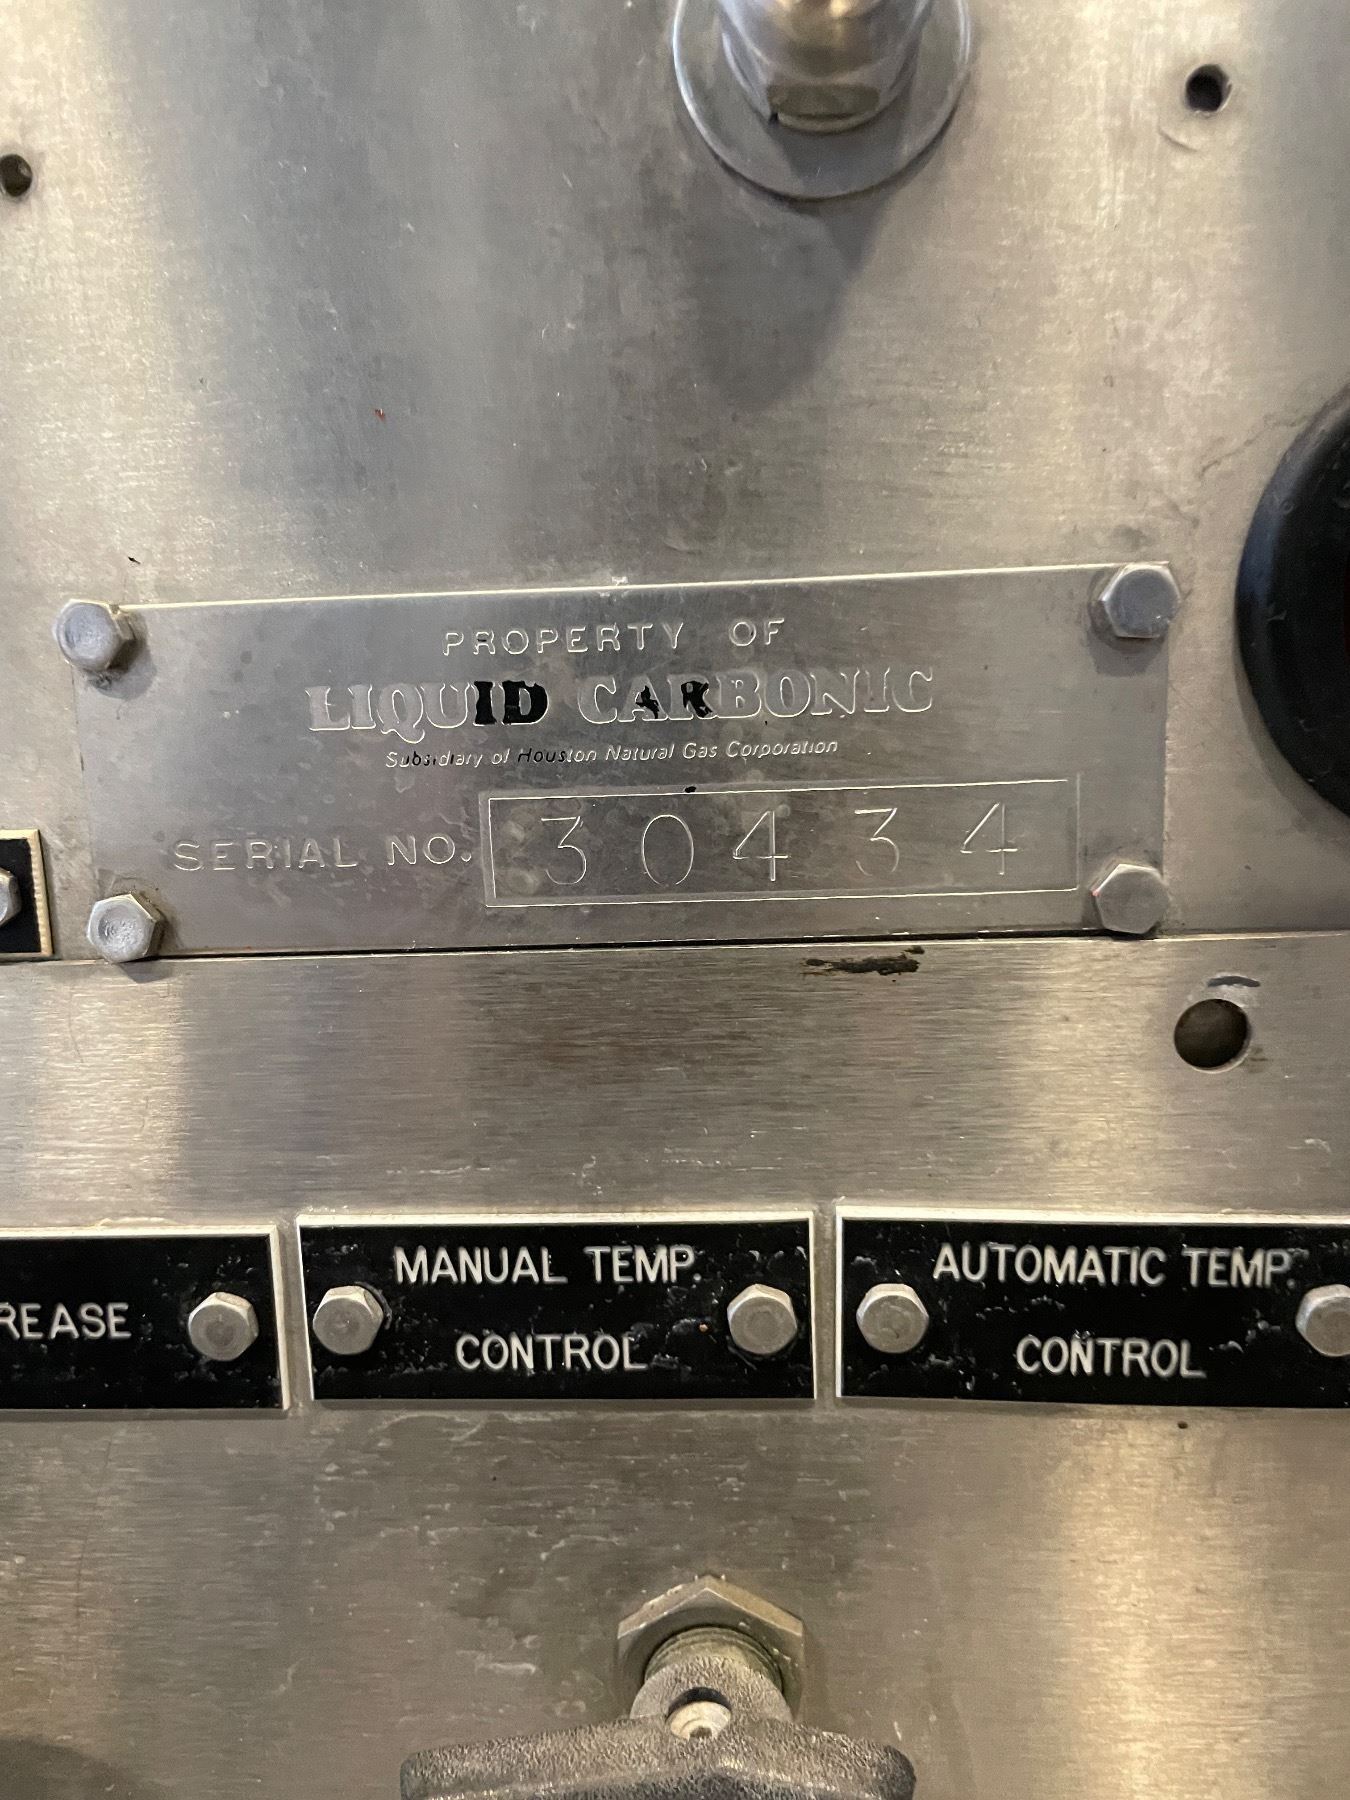 PROPERTY OF
LIQUID CARBONIC
Subsidiary of Houston Natural Gas Corporation
SERIAL NO. 30434
REASE
MANUAL TEMP.
CONTROL
AUTOMATIC TEMP.
CONTROL